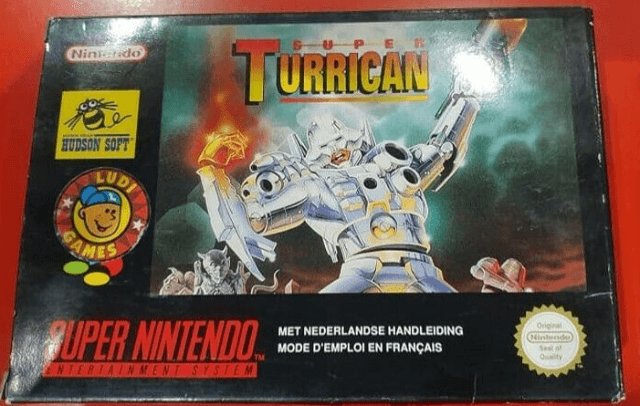 Nintendo
SUPER
TURRICAN
HUDSON SOFT
LUDI
GAMES
SUPER NINTENDO
TM
ENTERTAINMENT SYSTEM
MET NEDERLANDSE HANDLEIDING
MODE D'EMPLOI EN FRANÇAIS
Original
Nintendo
Seal of
Quality